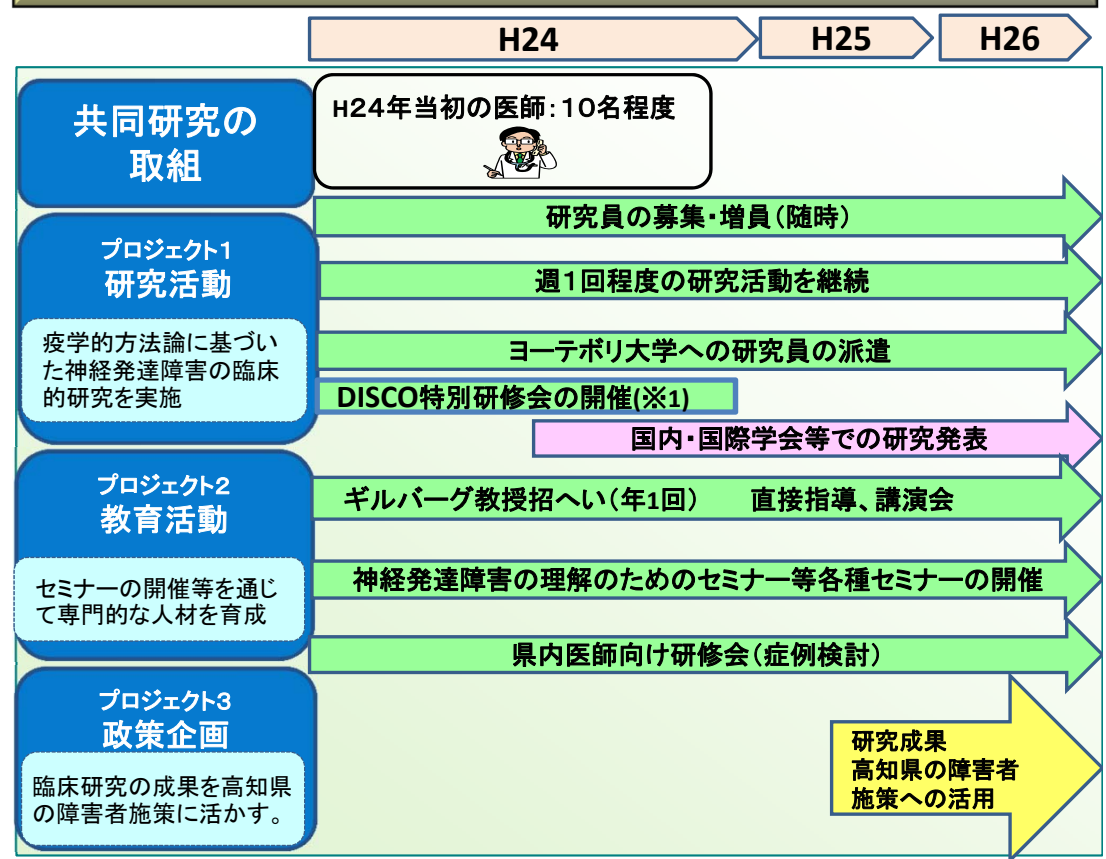 H24
H25
H26
共同研究の
取組
H24年当初の医師：10名程度
研究員の募集・増員（随時）
プロジェクト1
研究活動
疫学的方法論に基づい
た神経発達障害の臨床
的研究を実施
週1回程度の研究活動を継続
ヨーテボリ大学への研究員の派遣
DISCO特別研修会の開催(※1)
国内・国際学会等での研究発表
プロジェクト2
教育活動
セミナーの開催等を通じ
て専門的な人材を育成
ギルバーグ教授招へい（年1回）　　直接指導、講演会
神経発達障害の理解のためのセミナー等各種セミナーの開催
県内医師向け研修会（症例検討）
プロジェクト3
政策企画
臨床研究の成果を高知県
の障害者施策に活かす。
研究成果
高知県の障害者
施策への活用